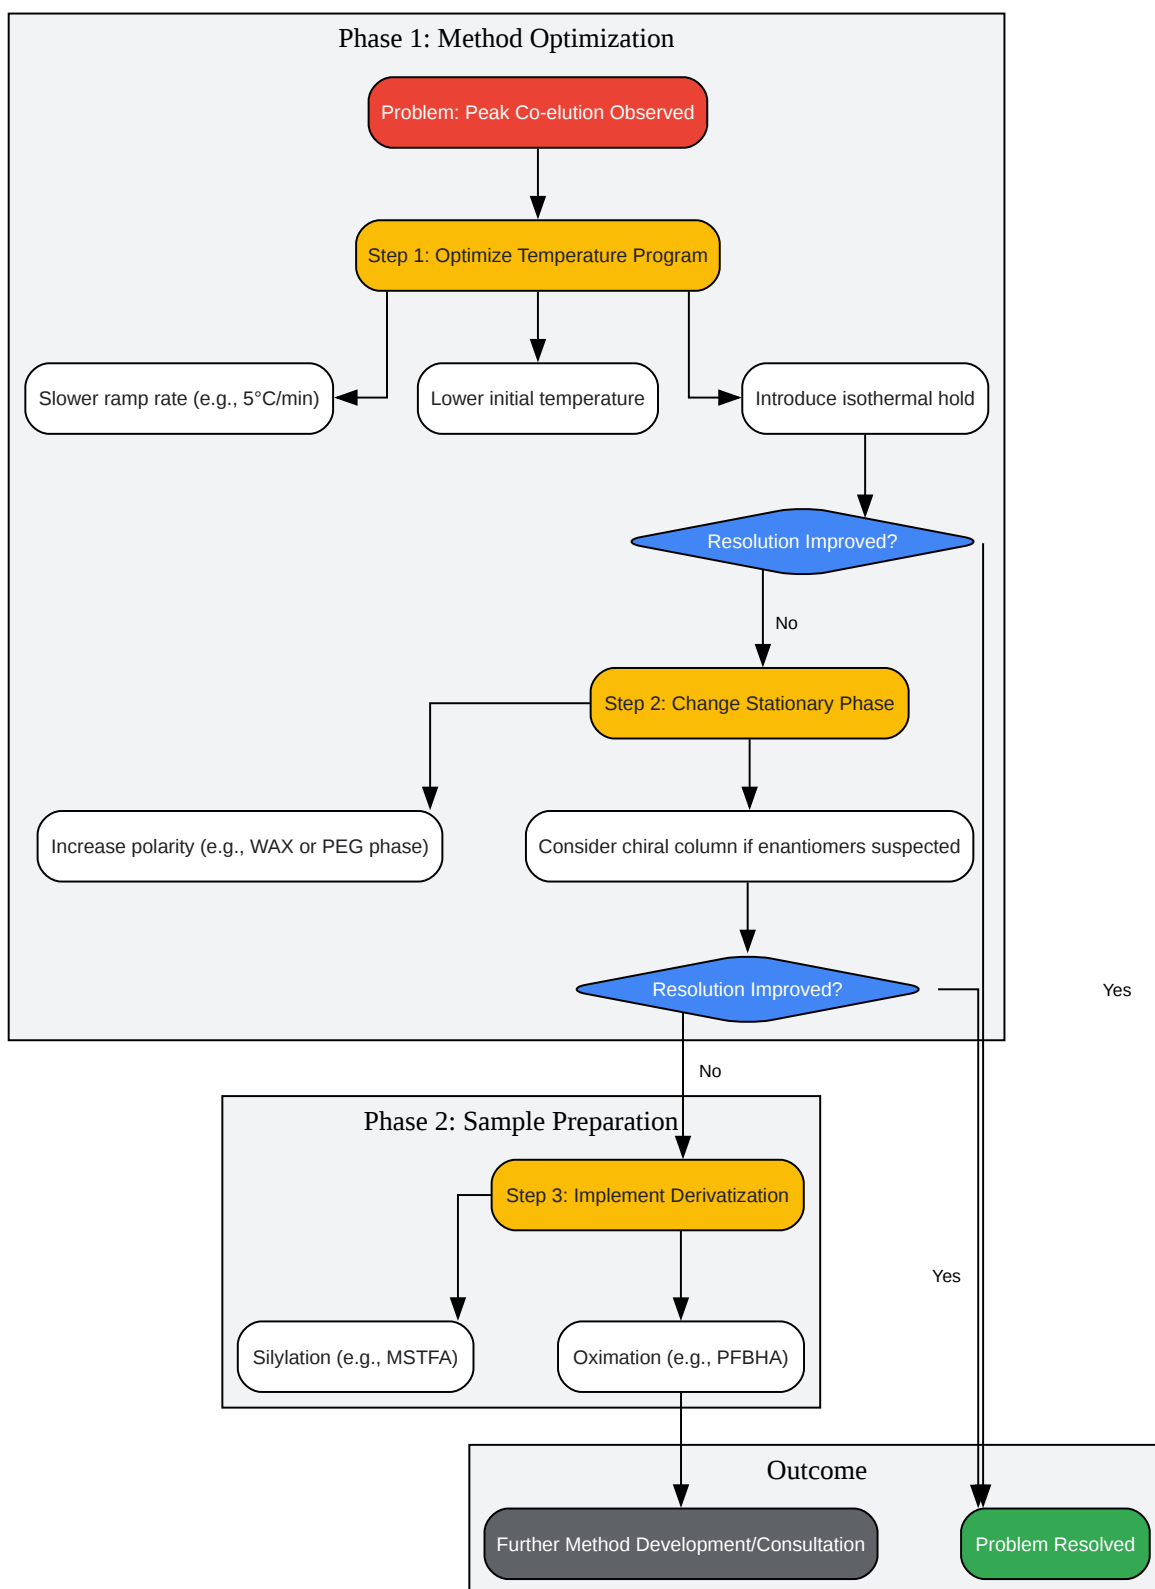 Phase 1: Method Optimization
Problem: Peak Co-elution Observed
Step 1: Optimize Temperature Program
Slower ramp rate (e.g., 5°C/min)
Lower initial temperature
Introduce isothermal hold
Resolution Improved?
No
Step 2: Change Stationary Phase
Increase polarity (e.g., WAX or PEG phase)
Consider chiral column if enantiomers suspected
Resolution Improved?
Yes
No
Phase 2: Sample Preparation
Step 3: Implement Derivatization
Yes
Silylation (e.g., MSTFA)
Oximation (e.g., PFBHA)
Outcome
Further Method Development/Consultation
Problem Resolved